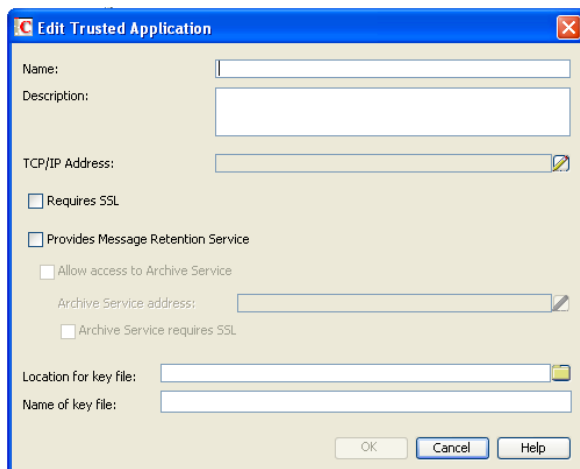 Edit Trusted Application
Name:
Description:
TCP/IP Address:
Requires SSL
Provides Message Retention Service
Allow access to Archive Service
Archive Service address:
Archive Service requires SSL
Location for key file:
Name of key file:
OK Cancel Help